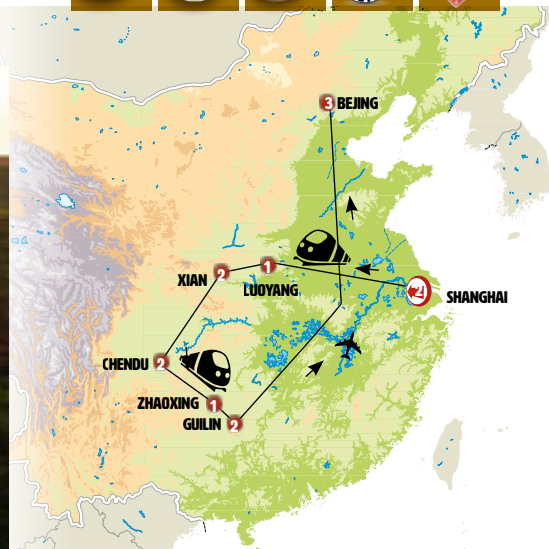 3 BEJING
XIAN 2
1
LUOYANG
2 SHANGHAI
CHENDU 2
ZHAOXING 1
GUILIN 2